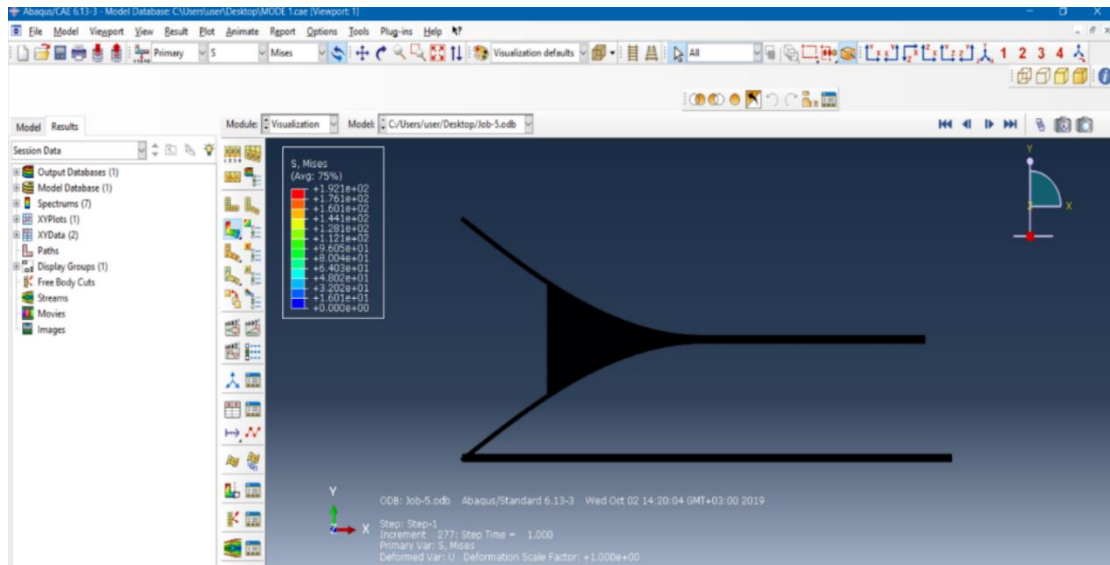 Abaqus/CAE 6.13-3 - Model Database: C:\Users\user\Desktop\MODE 1.cae [Viewport: 1]
File Model Viewport View Result Plot Animate Report Options Tools Plug-ins Help
Primary S Mises Visualization defaults All 1 2 3 4
Model Results Module: Visualization Model: C:/Users/user/Desktop/Job-5.odb
Session Data
Output Databases (1)
Model Database (1)
Spectrums (7)
XYPlots (1)
XYData (2)
Paths
Display Groups (1)
Free Body Cuts
Streams
Movies
Images
S, Mises
(Avg: 75%)
+1.921e+02
+1.761e+02
+1.601e+02
+1.441e+02
+1.281e+02
+1.121e+02
+9.605e+01
+8.004e+01
+6.403e+01
+4.802e+01
+3.202e+01
+1.601e+01
+0.000e+00
Y
X
Z
Y
X
ODB: Job-5.odb Abaqus/Standard 6.13-3 Wed Oct 02 14:20:04 GMT+03:00 2019
Step: Step-1
Increment 277: Step Time = 1.000
Primary Var: S, Mises
Deformed Var: U Deformation Scale Factor: +1.000e+00